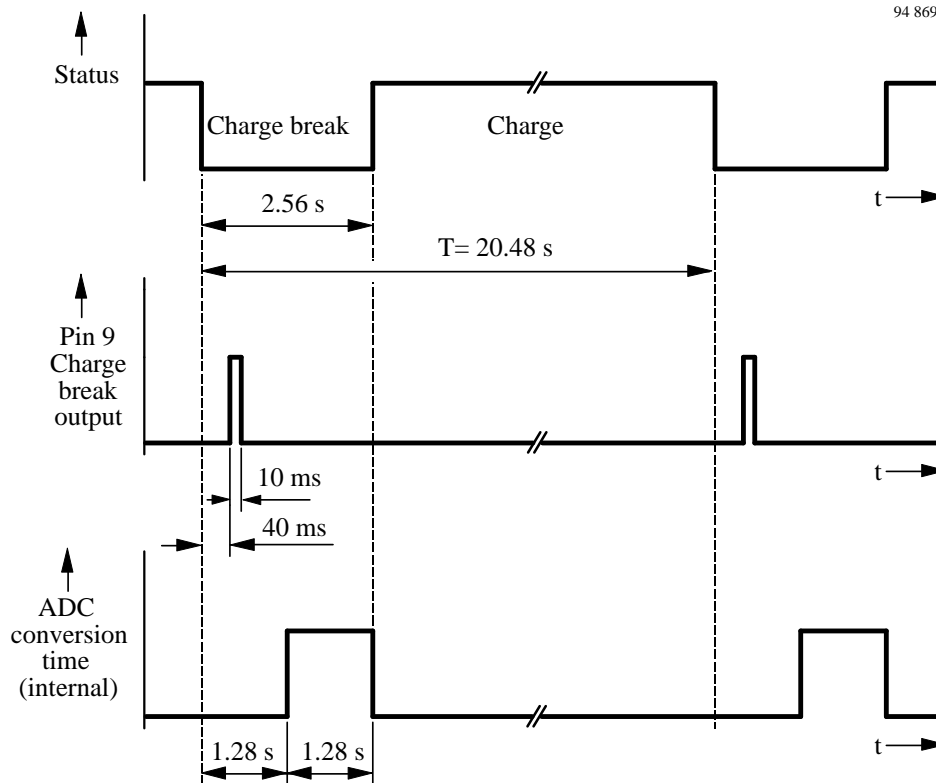 94 869
Status
Charge break
Charge
t
2.56 s
T= 20.48 s
Pin 9
Charge
break
output
t
10 ms
40 ms
ADC
conversion
time
(internal)
t
1.28 s
1.28 s